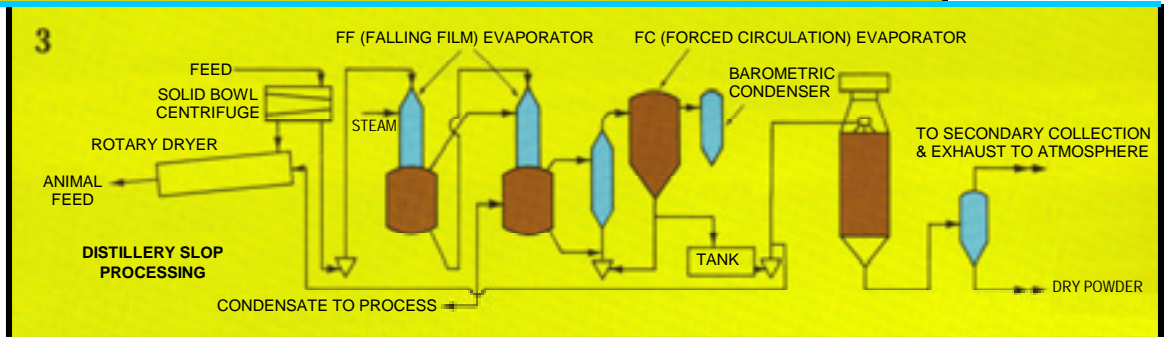 3
FF (FALLING FILM) EVAPORATOR
FC (FORCED CIRCULATION) EVAPORATOR
FEED
SOLID BOWL
CENTRIFUGE
STEAM
BAROMETRIC
CONDENSER
ROTARY DRYER
TO SECONDARY COLLECTION
& EXHAUST TO ATMOSPHERE
ANIMAL
FEED
DISTILLERY SLOP
PROCESSING
TANK
CONDENSATE TO PROCESS
DRY POWDER